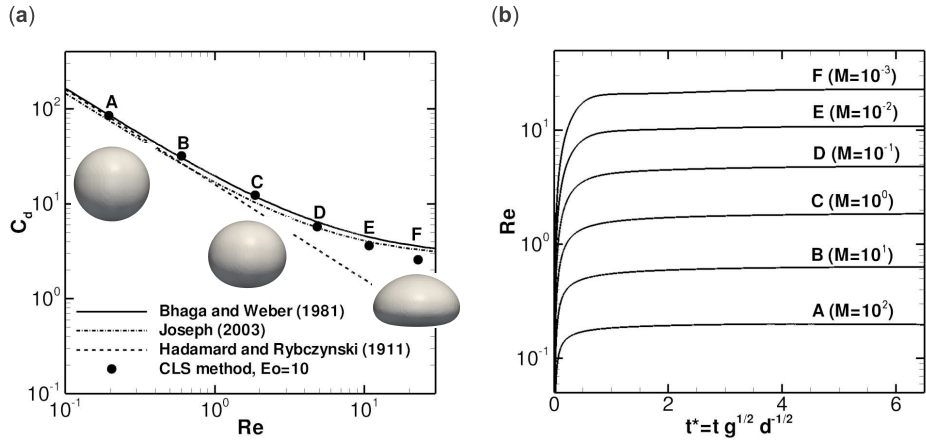 (a)
C_d
10^2
10^1
10^0
10^-1
A
B
C
D
E
F
Bhaga and Weber (1981)
Joseph (2003)
Hadamard and Rybczynski (1911)
CLS method, Eo=10
10^-1
10^0
10^1
Re
(b)
Re
10^1
10^0
10^-1
F (M=10^-3)
E (M=10^-2)
D (M=10^-1)
C (M=10^0)
B (M=10^1)
A (M=10^2)
0
2
4
6
t*=t g^1/2 d^-1/2